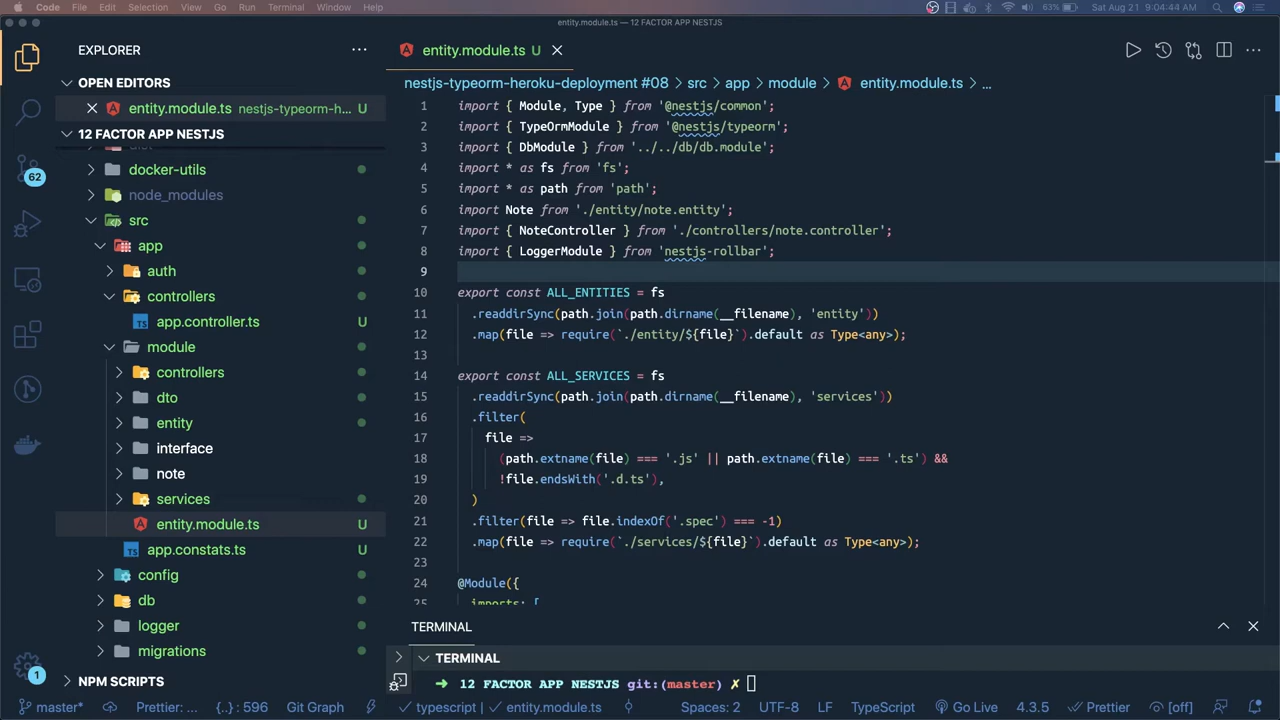 Code File Edit Selection View Go Run Terminal Window Help 63% Sat Aug 21 9:04:44 AM
entity.module.ts — 12 FACTOR APP NESTJS
EXPLORER
entity.module.ts U
OPEN EDITORS
nestjs-typeorm-heroku-deployment #08 > src > app > module > entity.module.ts > ...
entity.module.ts nestjs-typeorm-h... U
12 FACTOR APP NESTJS
docker-utils
62
node_modules
src
app
auth
controllers
app.controller.ts U
module
controllers
dto
entity
interface
note
services
entity.module.ts U
app.constats.ts U
config
db
logger
migrations
1
NPM SCRIPTS
1 import { Module, Type } from '@nestjs/common';
2 import { TypeOrmModule } from '@nestjs/typeorm';
3 import { DbModule } from '../../db/db.module';
4 import * as fs from 'fs';
5 import * as path from 'path';
6 import Note from './entity/note.entity';
7 import { NoteController } from './controllers/note.controller';
8 import { LoggerModule } from 'nestjs-rollbar';
9
10 export const ALL_ENTITIES = fs
11 .readdirSync(path.join(path.dirname(__filename), 'entity'))
12 .map(file => require(`./entity/${file}`).default as Type<any>);
13
14 export const ALL_SERVICES = fs
15 .readdirSync(path.join(path.dirname(__filename), 'services'))
16 .filter(
17 file =>
18 (path.extname(file) === '.js' || path.extname(file) === '.ts') &&
19 !file.endsWith('.d.ts'),
20 )
21 .filter(file => file.indexOf('.spec') === -1)
22 .map(file => require(`./services/${file}`).default as Type<any>);
23
24 @Module({
25 imports: [
TERMINAL
TERMINAL
➜ 12 FACTOR APP NESTJS git:(master) ✗
master* Prettier: ... {..} : 596 Git Graph typescript | entity.module.ts Spaces: 2 UTF-8 LF TypeScript Go Live 4.3.5 Prettier [off]